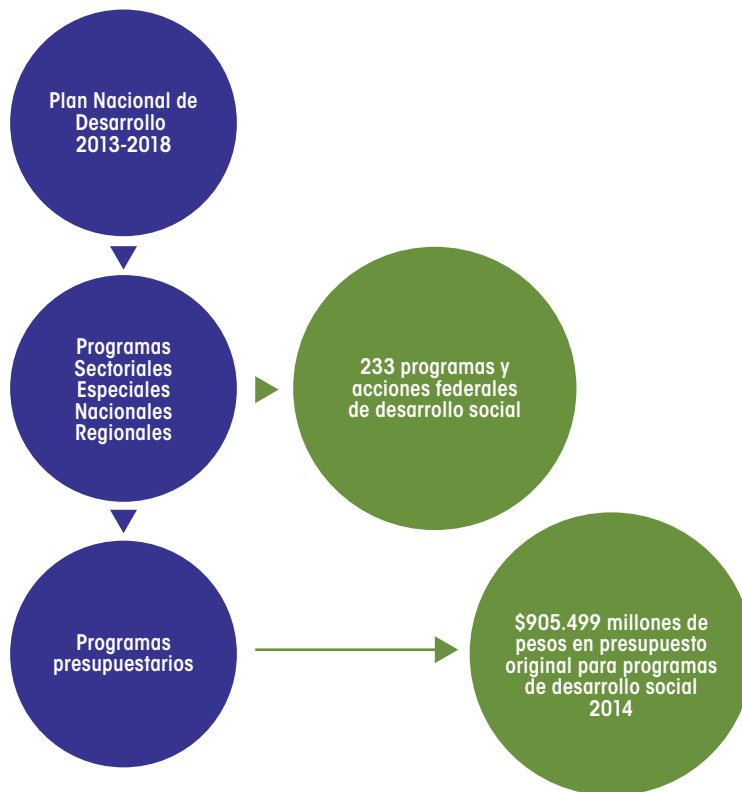 Plan Nacional de
Desarrollo
2013-2018
Programas
Sectoriales
Especiales
Nacionales
Regionales
233 programas y
acciones federales
de desarrollo social
Programas
presupuestarios
$905.499 millones de
pesos en presupuesto
original para programas
de desarrollo social
2014